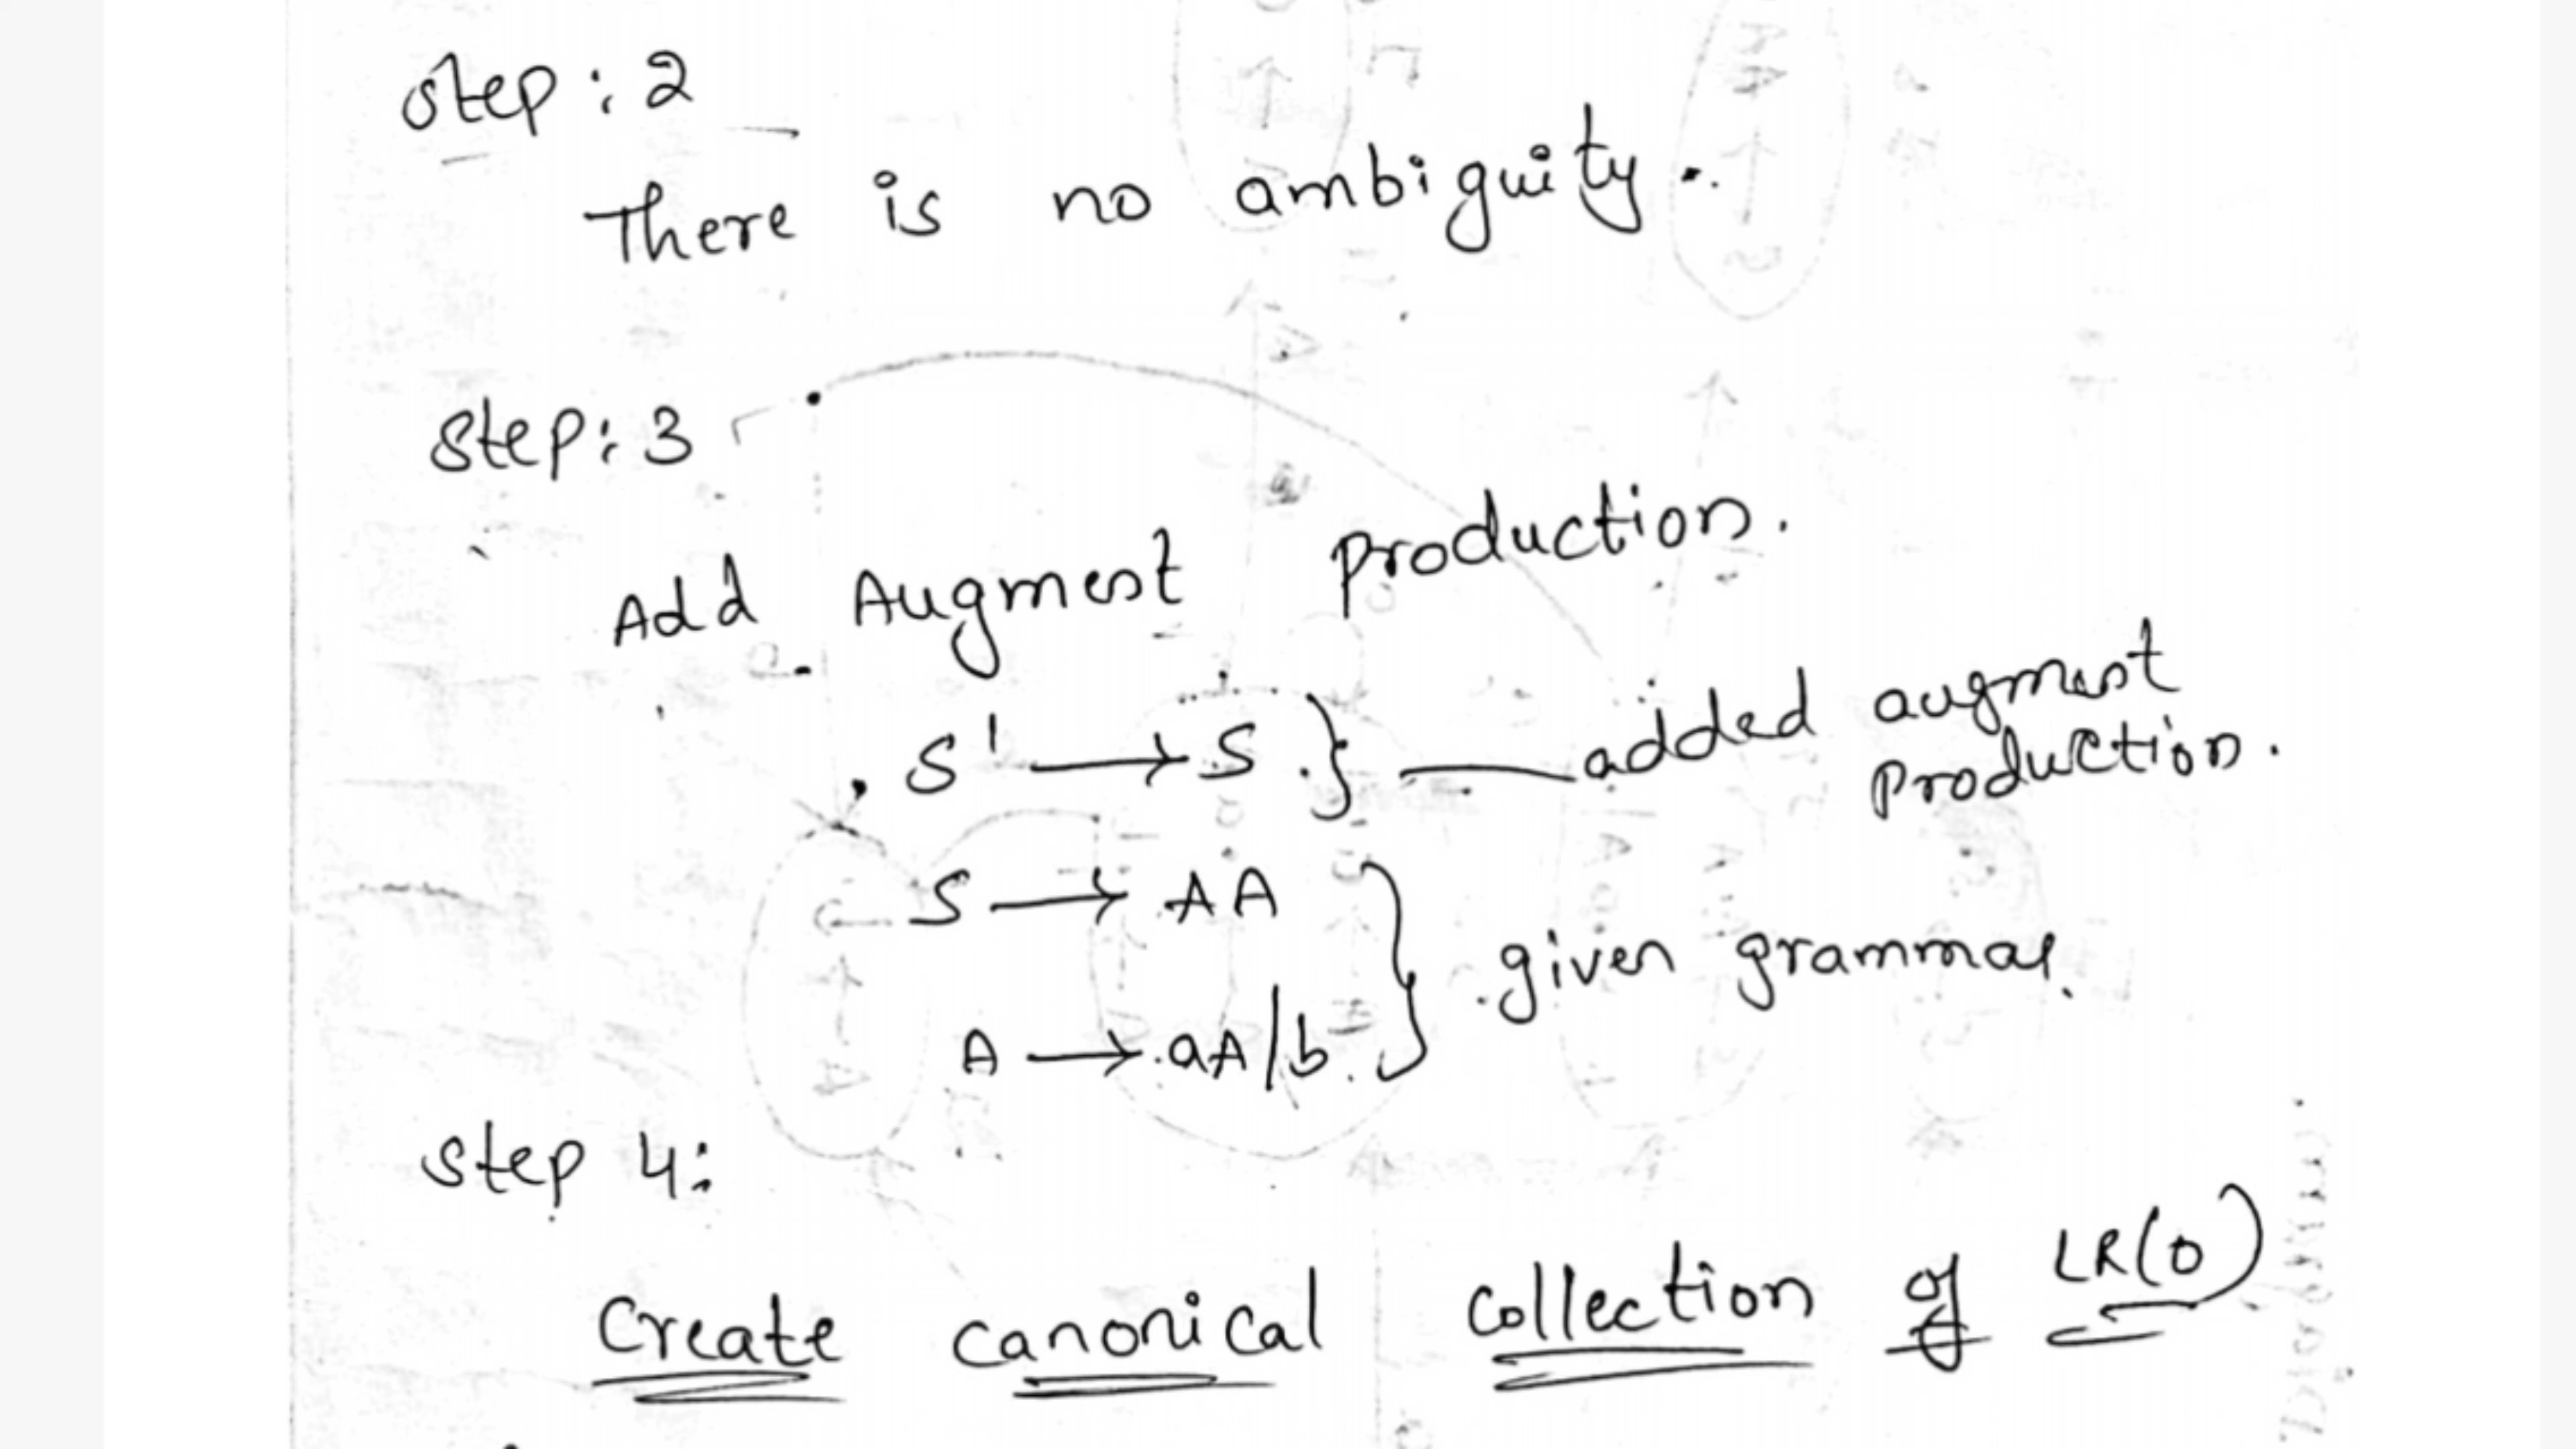 Step: 2
There is no ambiguity.
Step: 3
Add Augment production.
S' → S } — added augment
production.
S → AA
A → aA/b } given grammar.
Step 4:
Create canonical collection of LR(0)